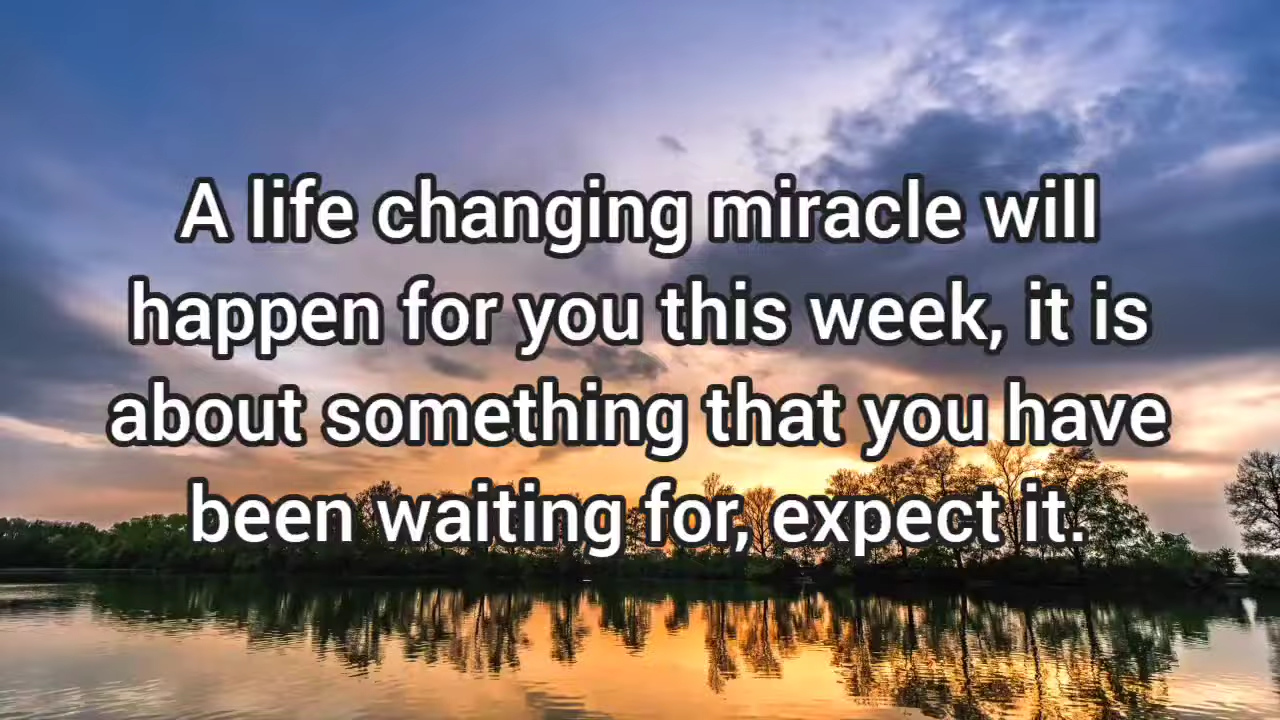 A life changing miracle will
happen for you this week, it is
about something that you have
been waiting for, expect it.